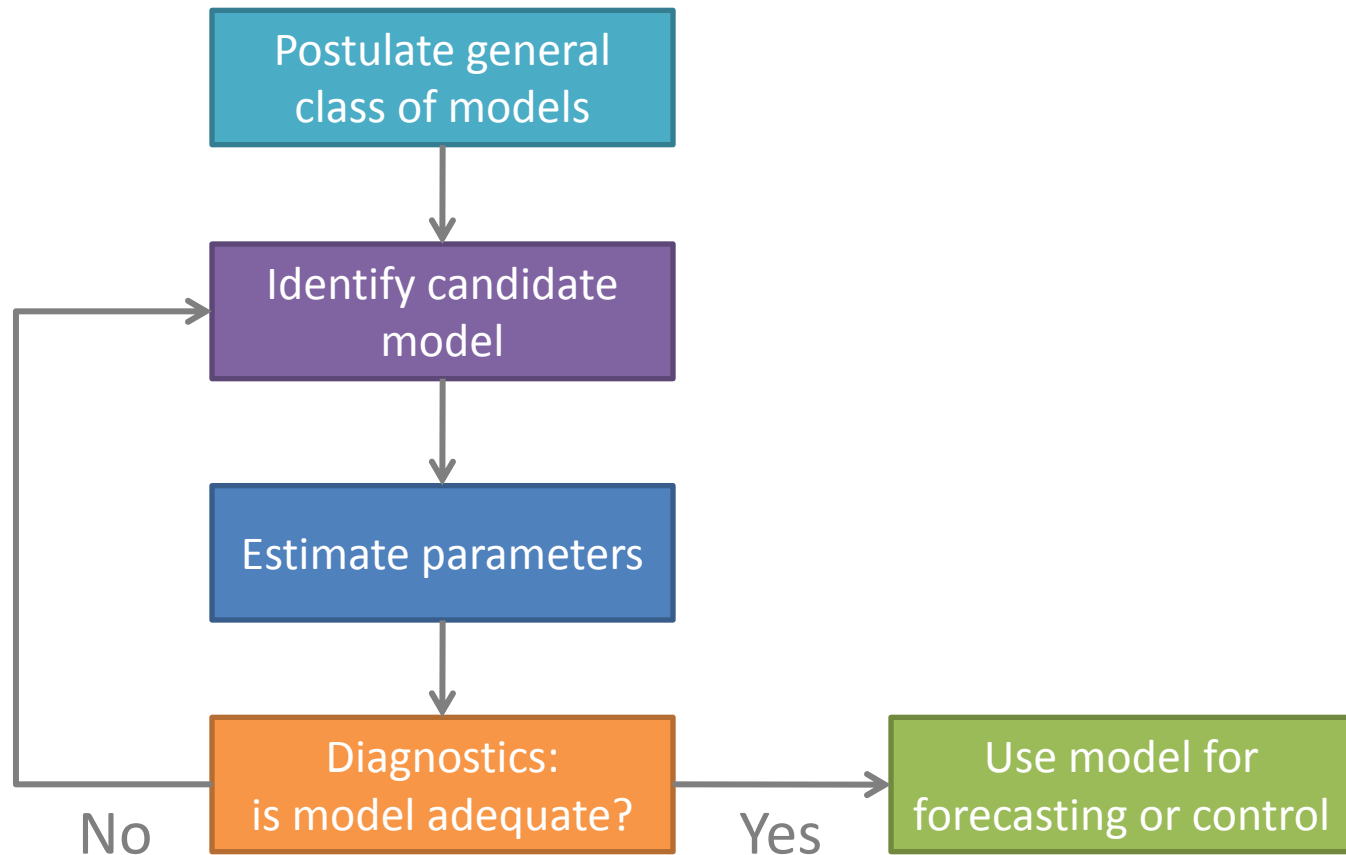 Postulate general
class of models
Identify candidate
model
Estimate parameters
Diagnostics:
is model adequate?
Use model for
forecasting or control
No
Yes